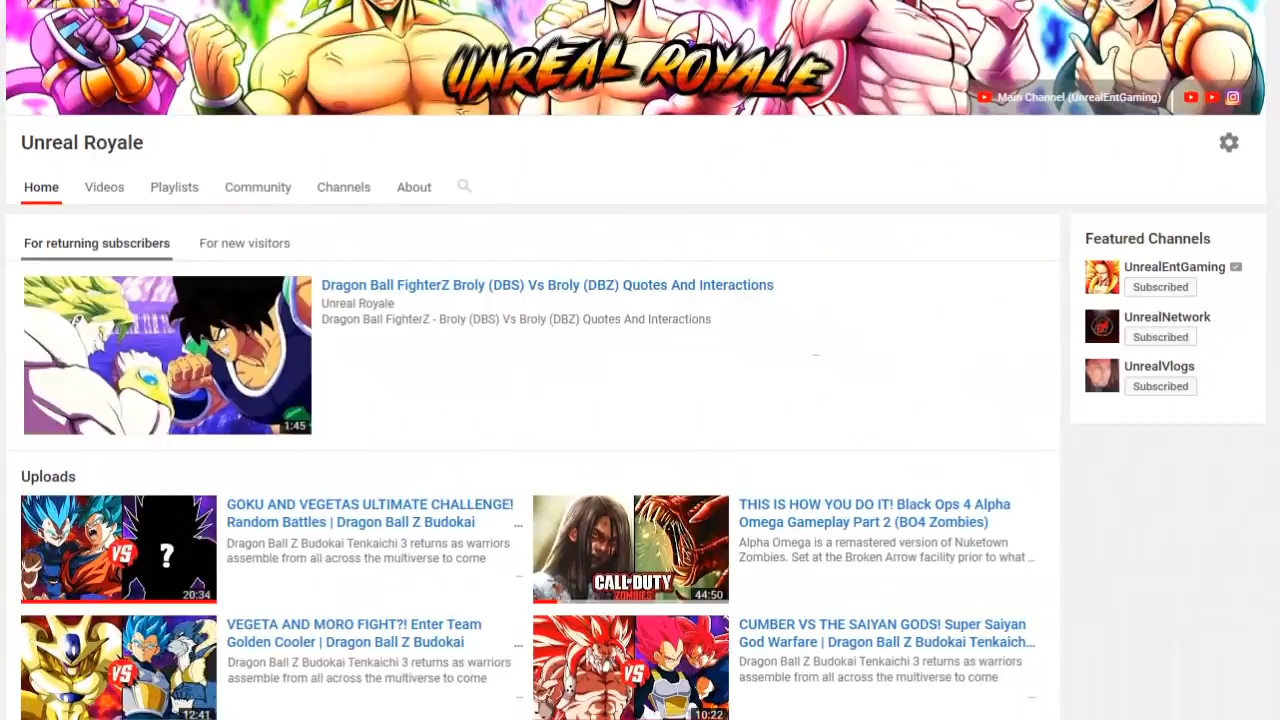 UNREAL ROYALE
Main Channel (UnrealEntGaming)
Unreal Royale
Home Videos Playlists Community Channels About
For returning subscribers For new visitors
Dragon Ball FighterZ Broly (DBS) Vs Broly (DBZ) Quotes And Interactions
Unreal Royale
Dragon Ball FighterZ - Broly (DBS) Vs Broly (DBZ) Quotes And Interactions
1:45
Featured Channels
UnrealEntGaming
Subscribed
UnrealNetwork
Subscribed
UnrealVlogs
Subscribed
Uploads
VS
?
20:34
GOKU AND VEGETAS ULTIMATE CHALLENGE!
Random Battles | Dragon Ball Z Budokai ...
Dragon Ball Z Budokai Tenkaichi 3 returns as warriors
assemble from all across the multiverse to come ...
CALL OF DUTY
ZOMBIES
44:50
THIS IS HOW YOU DO IT! Black Ops 4 Alpha
Omega Gameplay Part 2 (BO4 Zombies)
Alpha Omega is a remastered version of Nuketown
Zombies. Set at the Broken Arrow facility prior to what ...
VS
12:41
VEGETA AND MORO FIGHT?! Enter Team
Golden Cooler | Dragon Ball Z Budokai ...
Dragon Ball Z Budokai Tenkaichi 3 returns as warriors
assemble from all across the multiverse to come ...
VS
10:22
CUMBER VS THE SAIYAN GODS! Super Saiyan
God Warfare | Dragon Ball Z Budokai Tenkaich...
Dragon Ball Z Budokai Tenkaichi 3 returns as warriors
assemble from all across the multiverse to come ...